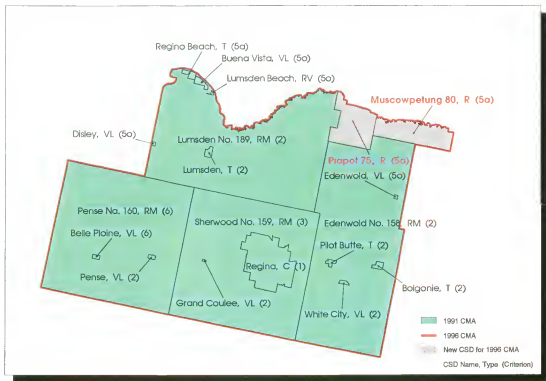 Regina Beach, T (5a)
Buena Vista, VL (5a)
Lumsden Beach, RV (5a)
Muscowpetung 80, R (5a)
Disley, VL (5a)
Lumsden No. 189, RM (2)
Lumsden, T (2)
Piapot 75, R (5a)
Edenwold, VL (5a)
Pense No. 160, RM (6)
Sherwood No. 159, RM (3)
Edenwold No. 158, RM (2)
Belle Plaine, VL (6)
Pilot Butte, T (2)
Regina, C (1)
Pense, VL (2)
Grand Coulee, VL (2)
Balgonie, T (2)
White City, VL (2)
1991 CMA
1996 CMA
New CSD for 1996 CMA
CSD Name, Type (Criterion)